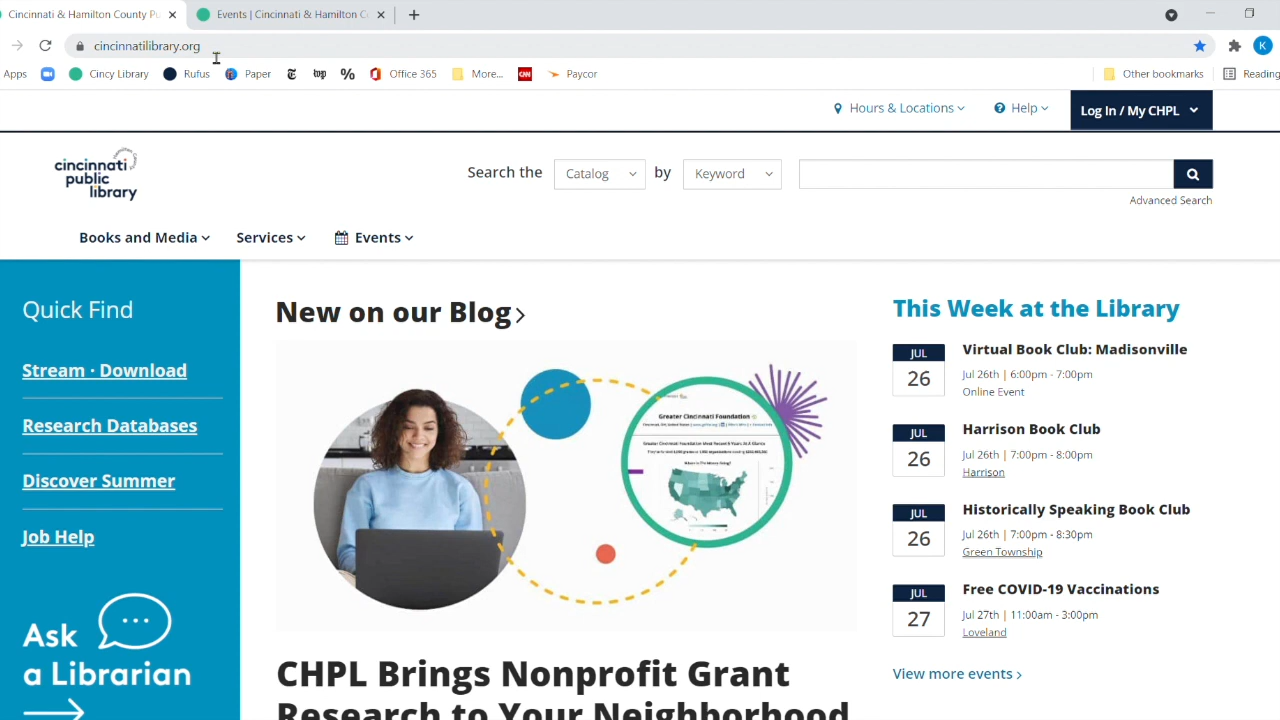 Cincinnati & Hamilton County Pu
Events | Cincinnati & Hamilton Co
cincinnatilibrary.org
K
Apps Cincy Library Rufus Paper top Office 365 More... CNN Paycor Other bookmarks Reading
Hours & Locations Help Log In / My CHPL
cincinnati
public
library
Search the Catalog by Keyword
Advanced Search
Books and Media Services Events
Quick Find
Stream · Download
Research Databases
Discover Summer
Job Help
Ask
a Librarian
New on our Blog
Greater Cincinnati Foundation
CHPL Brings Nonprofit Grant
Research to Your Neighborhood
This Week at the Library
JUL
26
Virtual Book Club: Madisonville
Jul 26th | 6:00pm - 7:00pm
Online Event
JUL
26
Harrison Book Club
Jul 26th | 7:00pm - 8:00pm
Harrison
JUL
26
Historically Speaking Book Club
Jul 26th | 7:00pm - 8:30pm
Green Township
JUL
27
Free COVID-19 Vaccinations
Jul 27th | 11:00am - 3:00pm
Loveland
View more events